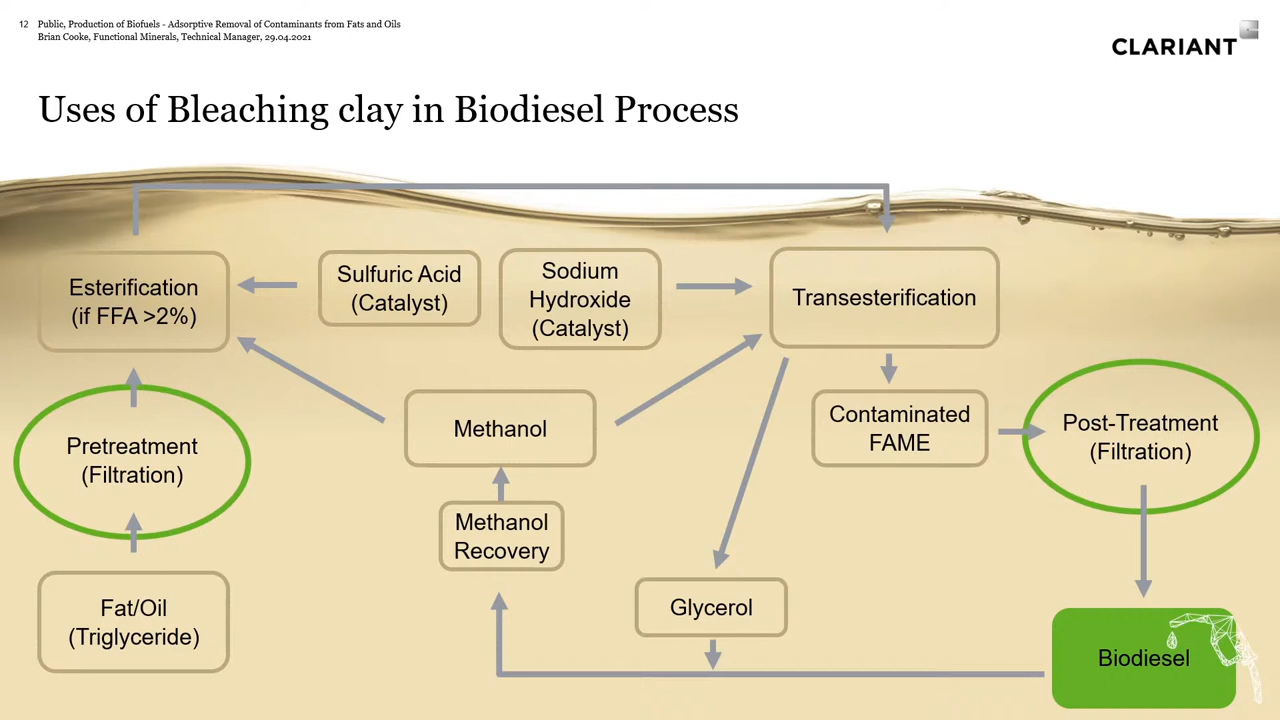 12 Public, Production of Biofuels - Adsorptive Removal of Contaminants from Fats and Oils
Brian Cooke, Functional Minerals, Technical Manager, 29.04.2021
CLARIANT
Uses of Bleaching clay in Biodiesel Process
Esterification
(if FFA >2%)
Sulfuric Acid
(Catalyst)
Sodium
Hydroxide
(Catalyst)
Transesterification
Pretreatment
(Filtration)
Methanol
Contaminated
FAME
Post-Treatment
(Filtration)
Methanol
Recovery
Fat/Oil
(Triglyceride)
Glycerol
Biodiesel